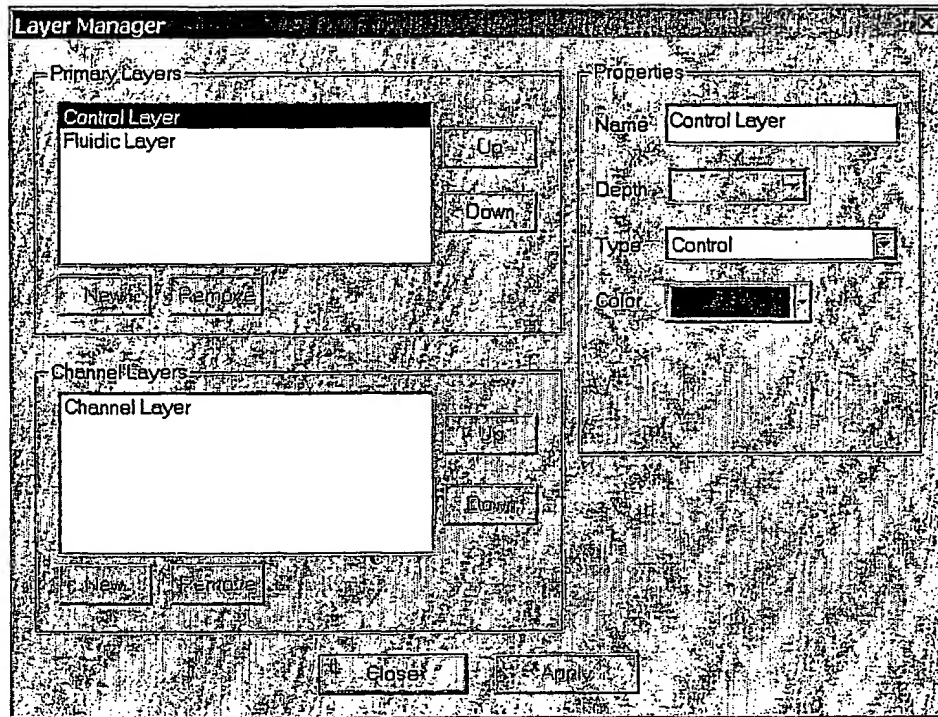 Layer Manager
Primary Layers
Control Layer
Fluidic Layer
Up
Down
New
Remove
Channel Layers
Channel Layer
Up
Down
New
Remove
Properties
Name
Control Layer
Depth
Type
Control
Color
Close
Apply